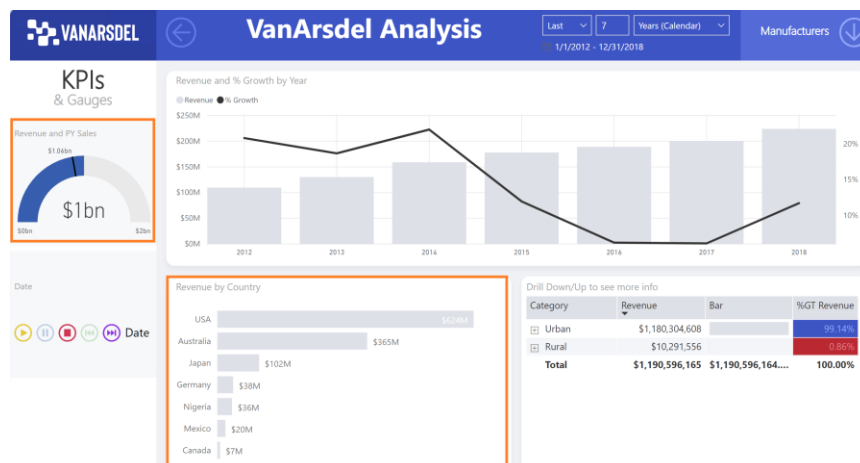 VANARSDEL
VanArsdel Analysis
Last 7 Years (Calendar)
1/1/2012 - 12/31/2018
Manufacturers
KPIs
& Gauges
Revenue and PY Sales
$1.06bn
$1bn
$0bn $2bn
Date
Date
Revenue and % Growth by Year
Revenue % Growth
$250M
$200M
$150M
$100M
$50M
$0M
20%
15%
10%
2012 2013 2014 2015 2016 2017 2018
Revenue by Country
USA $624M
Australia $365M
Japan $102M
Germany $38M
Nigeria $36M
Mexico $20M
Canada $7M
Drill Down/Up to see more info
Category Revenue Bar %GT Revenue
Urban $1,180,304,608 99.14%
Rural $10,291,556 0.86%
Total $1,190,596,165 $1,190,596,164.... 100.00%